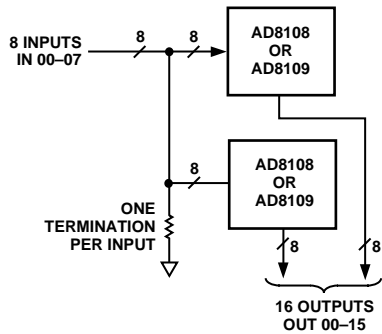 8 INPUTS
IN 00–07
8
8
AD8108
OR
AD8109
8
AD8108
OR
AD8109
ONE
TERMINATION
PER INPUT
8
8
16 OUTPUTS
OUT 00–15